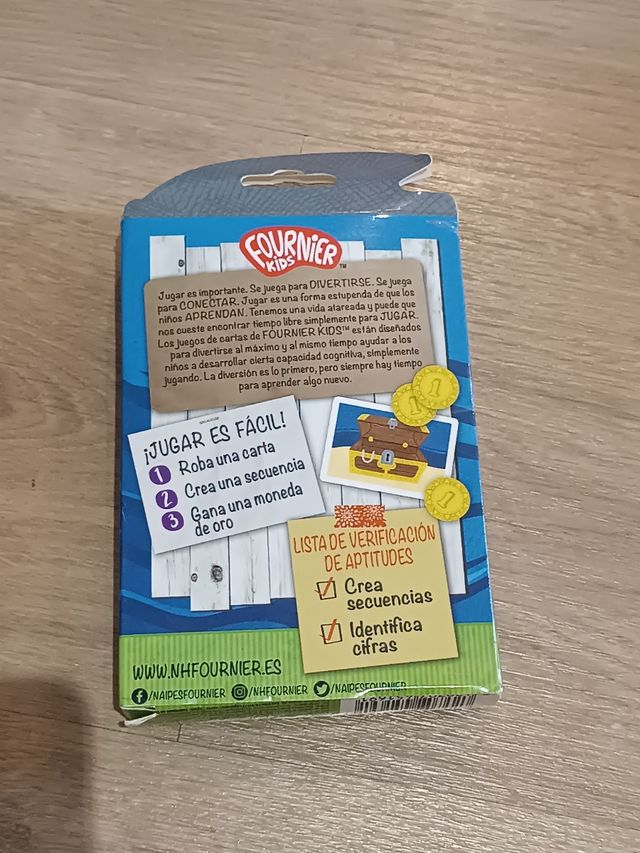 FOURNIER
KIDS™
Jugar es importante. Se juega para DIVERTIRSE. Se juega
para CONECTAR. Jugar es una forma estupenda de que los
niños APRENDAN. Tenemos una vida atareada y puede que
nos cueste encontrar tiempo libre simplemente para JUGAR.
Los juegos de cartas de FOURNIER KIDS™ están diseñados
para divertirse al máximo y al mismo tiempo ayudar a los
niños a desarrollar cierta capacidad cognitiva, simplemente
jugando. La diversión es lo primero, pero siempre hay tiempo
para aprender algo nuevo.
¡JUGAR ES FÁCIL!
1 Roba una carta
2 Crea una secuencia
3 Gana una moneda
de oro
1
1
1
LISTA DE VERIFICACIÓN
DE APTITUDES
Crea
secuencias
Identifica
cifras
WWW.NHFOURNIER.ES
/NAIPESFOURNIER /NHFOURNIER /NAIPESFOURNIER